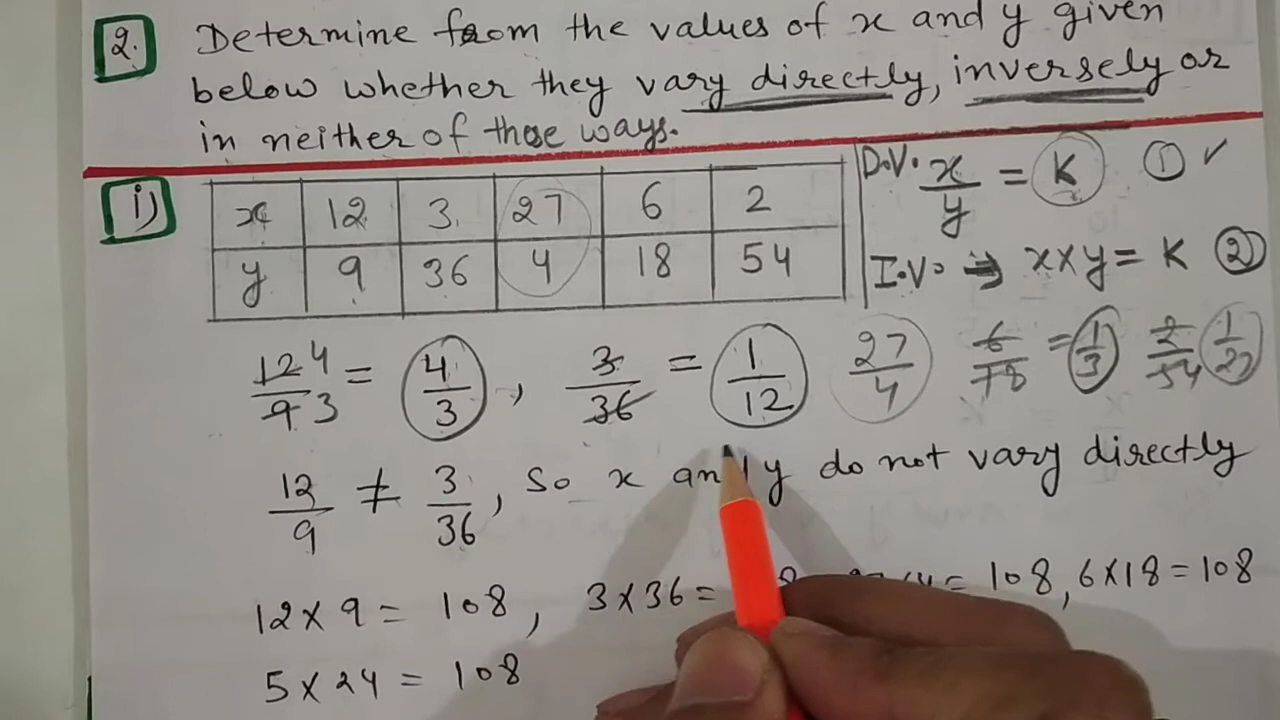 2. Determine from the values of x and y given
below whether they vary directly, inversely or
in neither of those ways.
i) x 12 3 27 6 2
y 9 36 4 18 54
D.V. x/y = K ① ✓
I.V. ⇒ x×y = K ②
12/9 4/3 = 4/3, 3/36 = 1/12 27/4 6/18 = 1/3 2/54 1/27
12/9 ≠ 3/36, So x and y do not vary directly
12 × 9 = 108, 3×36= = 108, 6×18=108
5 × 24 = 108